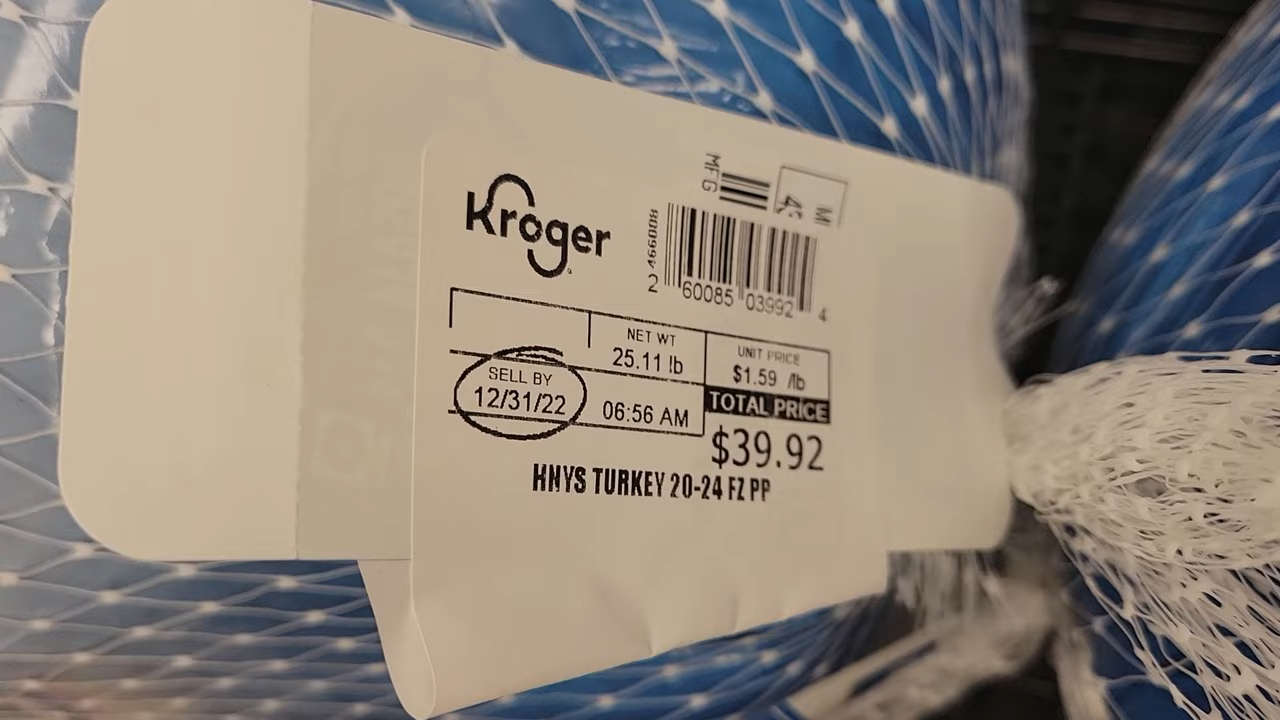 MFG
M
Kroger
2 466008
2 60085 03992 4
NET WT
25.11 lb
UNIT PRICE
$1.59 /lb
SELL BY
12/31/22
06:56 AM
TOTAL PRICE
$39.92
HNYS TURKEY 20-24 FZ PP